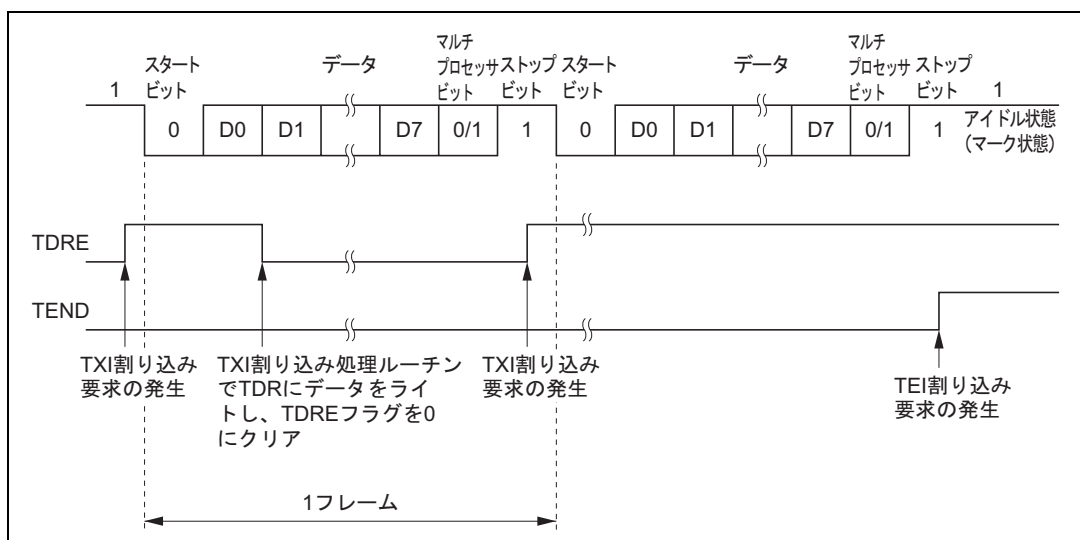 マルチ
マルチ
スタート データ プロセッサ ストップ スタート データ プロセッサ ストップ
1 ビット ビット ビット ビット ビット ビット 1
0 D0 D1 D7 0/1 1 0 D0 D1 D7 0/1 1 アイドル状態
(マーク状態)
TDRE
TEND
TXI割り込み
要求の発生
TXI割り込み処理ルーチン
でTDRにデータをライ
トし、TDREフラグを0
にクリア
TXI割り込み
要求の発生
TEI割り込み
要求の発生
1フレーム